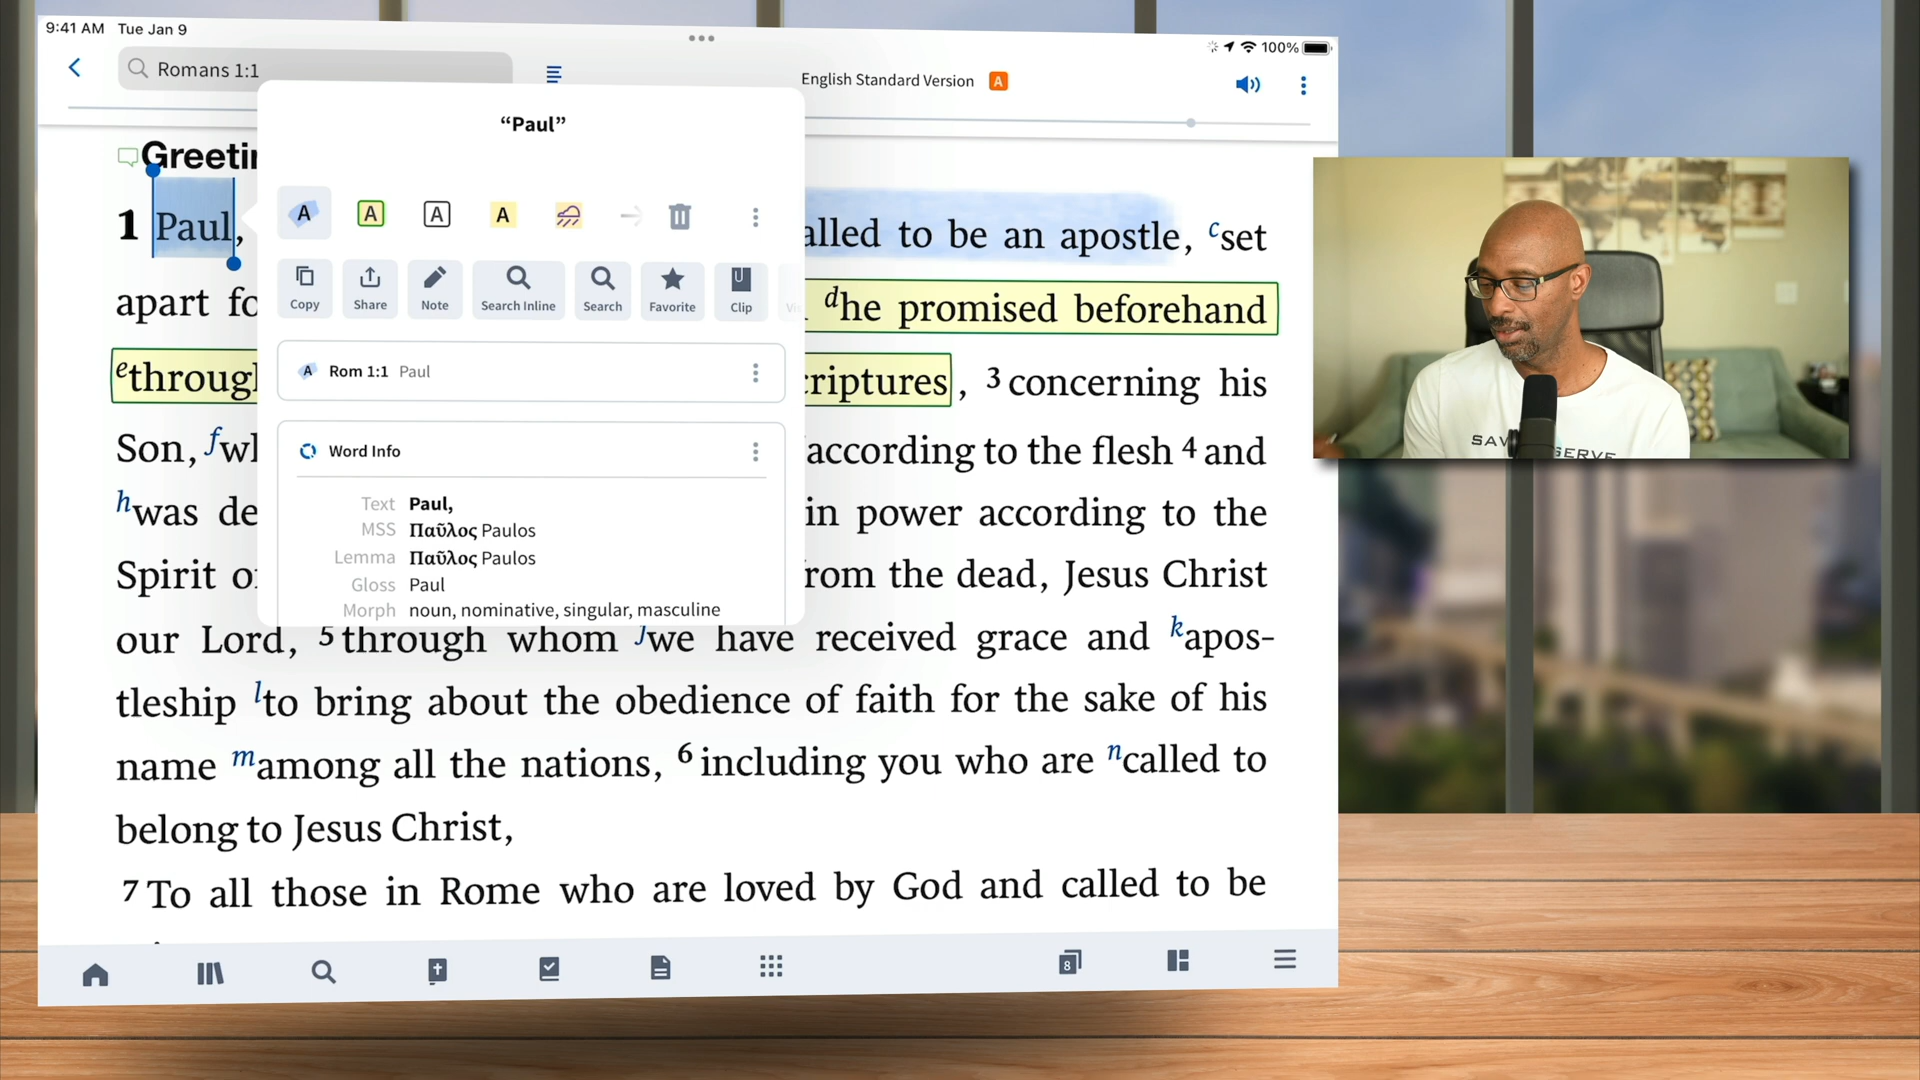 9:41 AM Tue Jan 9
100%
Romans 1:1
English Standard Version A
"Paul"
Greetin
1 Paul, alled to be an apostle, c set
A A A A
Copy Share Note Search Inline Search Favorite Clip
apart fo d he promised beforehand
Rom 1:1 Paul
e throug criptures, 3 concerning his
Word Info
Son, f wh according to the flesh 4 and
Text Paul,
MSS Παῦλος Paulos
h was de in power according to the
Lemma Παῦλος Paulos
Gloss Paul
Spirit o rom the dead, Jesus Christ
Morph noun, nominative, singular, masculine
our Lord, 5 through whom j we have received grace and k apos-
tleship l to bring about the obedience of faith for the sake of his
name m among all the nations, 6 including you who are n called to
belong to Jesus Christ,
7 To all those in Rome who are loved by God and called to be
8
SAV SERVE